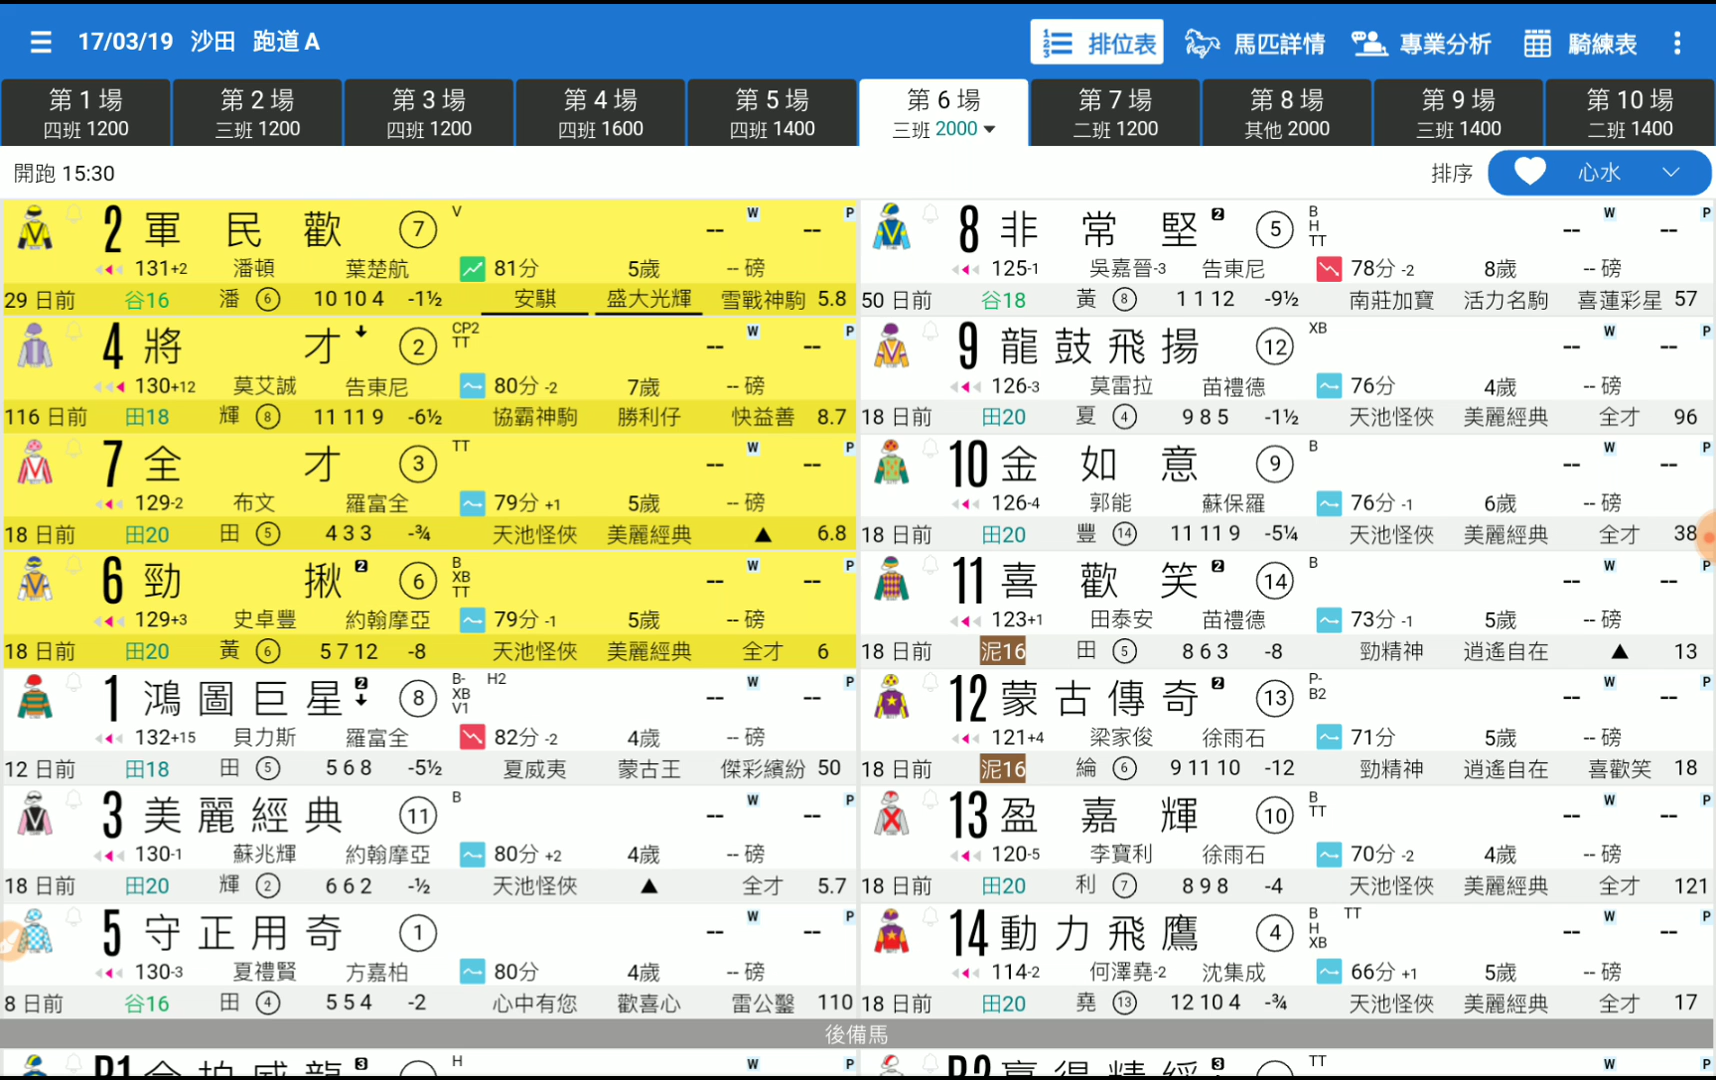 17/03/19 沙田 跑道 A
排位表 馬匹詳情 專業分析 騎練表
第 1 場 第 2 場 第 3 場 第 4 場 第 5 場 第 6 場 第 7 場 第 8 場 第 9 場 第 10 場
四班 1200 三班 1200 四班 1200 四班 1600 四班 1400 三班 2000 二班 1200 其他 2000 三班 1400 二班 1400
開跑 15:30
排序 心水
2 軍民歡 7 V -- W -- P
131+2 潘頓 葉楚航 81分 5歲 -- 磅
29 日前 谷16 潘 6 10 10 4 -1½ 安騏 盛大光輝 雪戰神駒 5.8
4 將才 2 CP2 TT -- W -- P
130+12 莫艾誠 告東尼 80分 -2 7歲 -- 磅
116 日前 田18 輝 8 11 11 9 -6½ 協霸神駒 勝利仔 快益善 8.7
7 全才 3 TT -- W -- P
129-2 布文 羅富全 79分 +1 5歲 -- 磅
18 日前 田20 田 5 4 3 3 -¾ 天池怪俠 美麗經典 ▲ 6.8
6 勁揪 2 6 B XB TT -- W -- P
129+3 史卓豐 約翰摩亞 79分 -1 5歲 -- 磅
18 日前 田20 黃 6 5 7 12 -8 天池怪俠 美麗經典 全才 6
1 鴻圖巨星 2 8 B- XB V1 H2 -- W -- P
132+15 貝力斯 羅富全 82分 -2 4歲 -- 磅
12 日前 田18 田 5 5 6 8 -5½ 夏威夷 蒙古王 傑彩繽紛 50
3 美麗經典 11 B -- W -- P
130-1 蘇兆輝 約翰摩亞 80分 +2 4歲 -- 磅
18 日前 田20 輝 2 6 6 2 -½ 天池怪俠 ▲ 全才 5.7
5 守正用奇 1 -- W -- P
130-3 夏禮賢 方嘉柏 80分 4歲 -- 磅
8 日前 谷16 田 4 5 5 4 -2 心中有您 歡喜心 雷公鑿 110
8 非常堅 2 5 B H TT -- W -- P
125-1 吳嘉晉-3 告東尼 78分 -2 8歲 -- 磅
50 日前 谷18 黃 8 1 1 12 -9½ 南莊加寶 活力名駒 喜蓮彩星 57
9 龍鼓飛揚 12 XB -- W -- P
126-3 莫雷拉 苗禮德 76分 4歲 -- 磅
18 日前 田20 夏 4 9 8 5 -1½ 天池怪俠 美麗經典 全才 96
10 金如意 9 B -- W -- P
126-4 郭能 蘇保羅 76分 -1 6歲 -- 磅
18 日前 田20 豐 14 11 11 9 -5¼ 天池怪俠 美麗經典 全才 38
11 喜歡笑 2 14 B -- W -- P
123+1 田泰安 苗禮德 73分 -1 5歲 -- 磅
18 日前 泥16 田 5 8 6 3 -8 勁精神 逍遙自在 ▲ 13
12 蒙古傳奇 2 13 P- B2 -- W -- P
121+4 梁家俊 徐雨石 71分 5歲 -- 磅
18 日前 泥16 綸 6 9 11 10 -12 勁精神 逍遙自在 喜歡笑 18
13 盈嘉輝 10 B TT -- W -- P
120-5 李寶利 徐雨石 70分 -2 4歲 -- 磅
18 日前 田20 利 7 8 9 8 -4 天池怪俠 美麗經典 全才 121
14 動力飛鷹 4 B H XB TT -- W -- P
114-2 何澤堯-2 沈集成 66分 +1 5歲 -- 磅
18 日前 田20 堯 13 12 10 4 -¾ 天池怪俠 美麗經典 全才 17
後備馬
3 H W P
3 TT W P